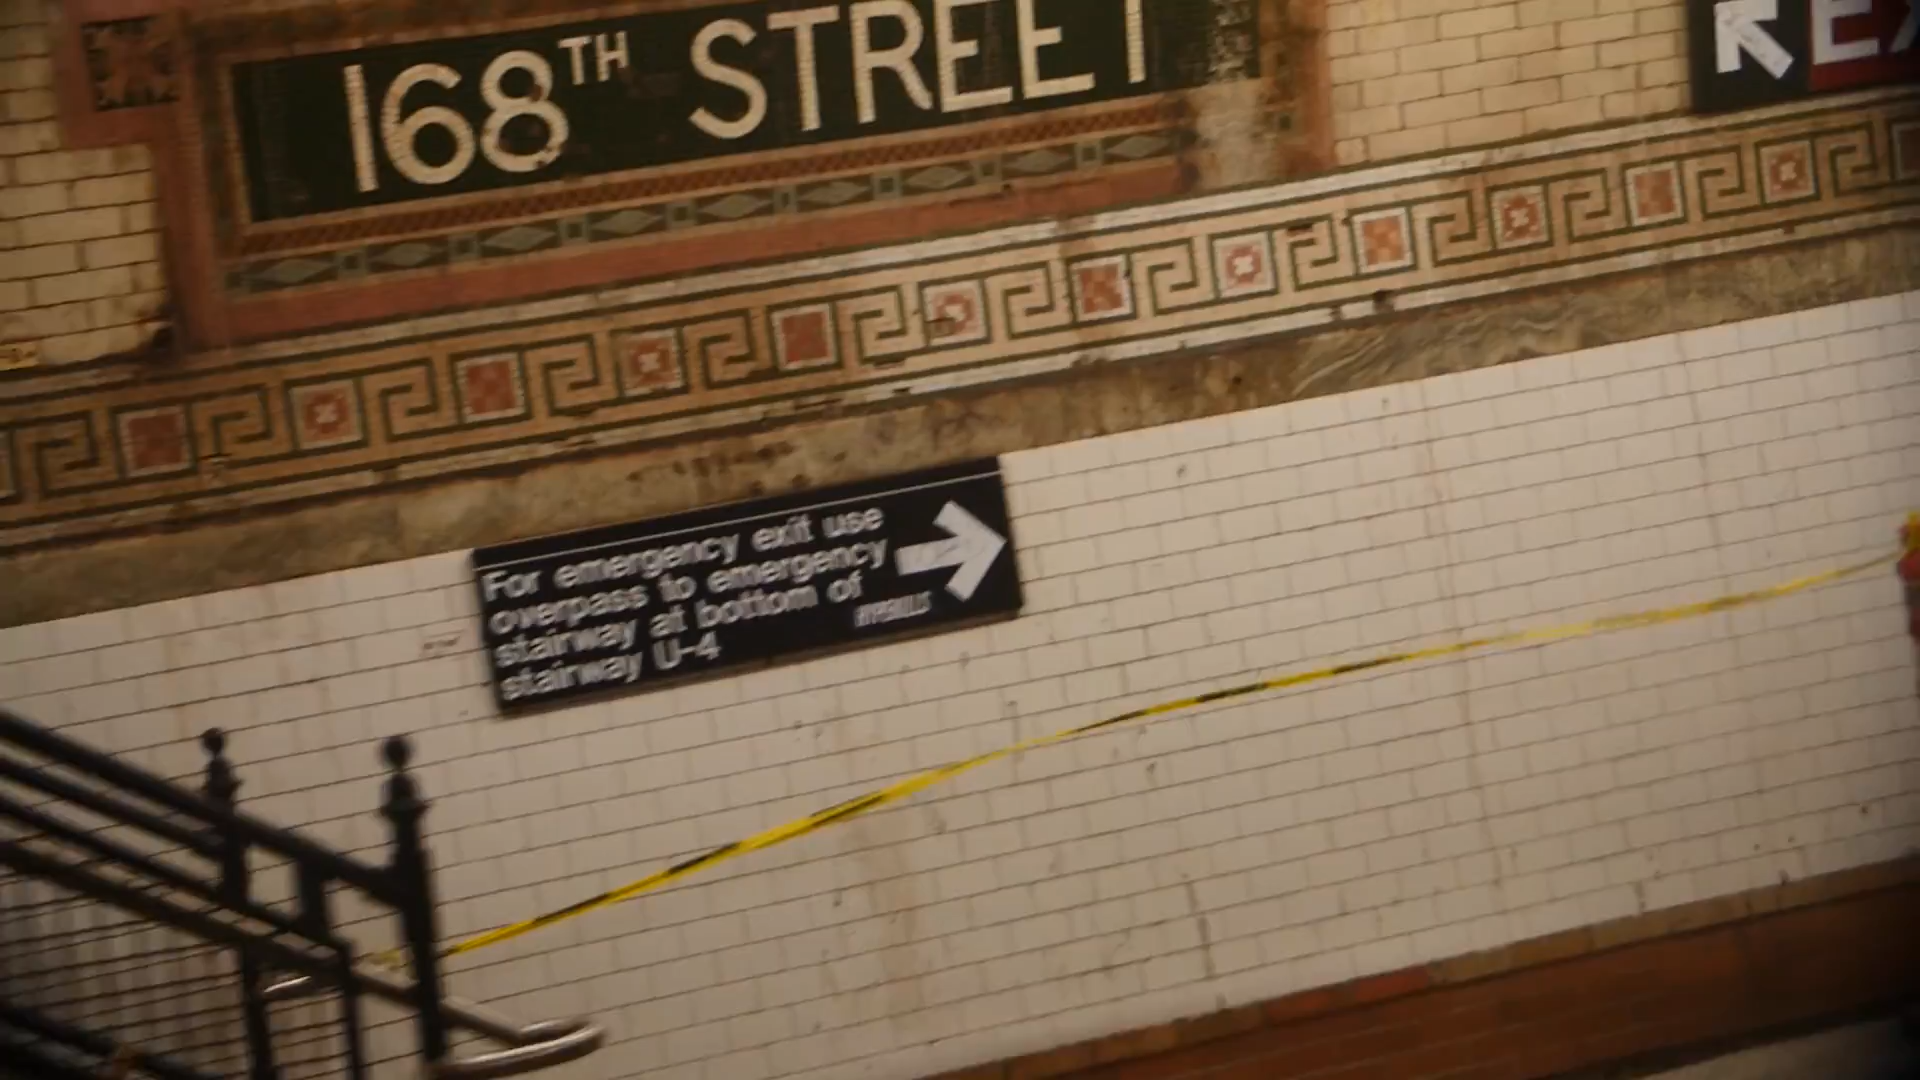 168TH STREET
For emergency exit use
overpass to emergency
stairway at bottom of
stairway U-4